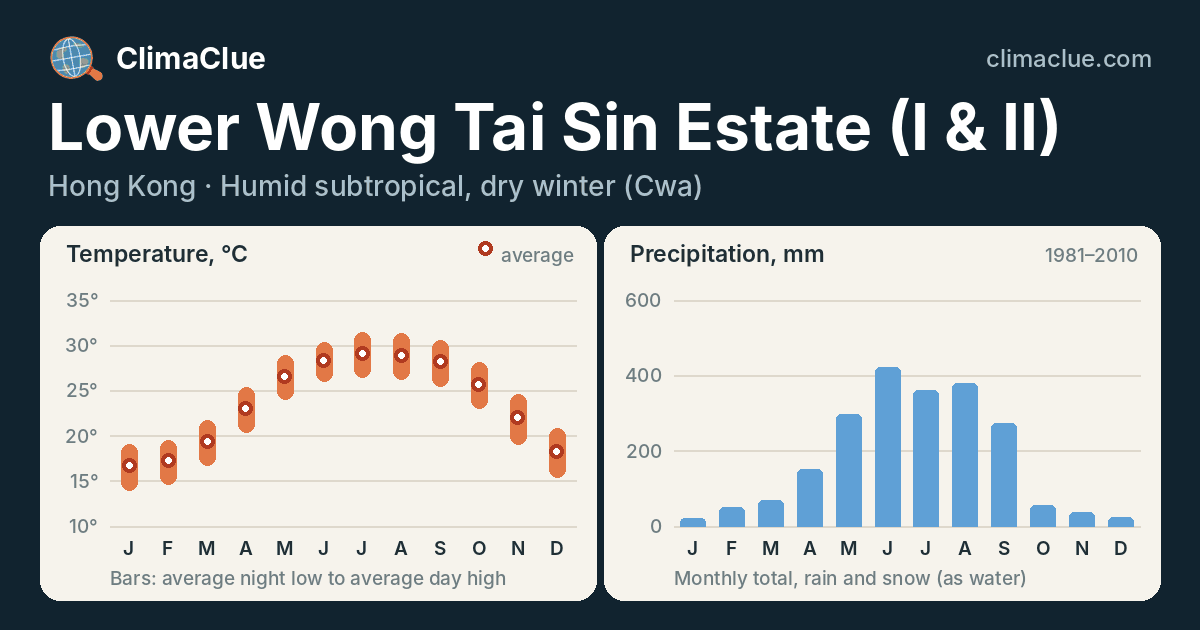 ClimaClue
climaclue.com
Lower Wong Tai Sin Estate (I & II)
Hong Kong · Humid subtropical, dry winter (Cwa)
Temperature, °C
average
35°
30°
25°
20°
15°
10°
J F M A M J J A S O N D
Bars: average night low to average day high
Precipitation, mm
1981–2010
600
400
200
0
J F M A M J J A S O N D
Monthly total, rain and snow (as water)